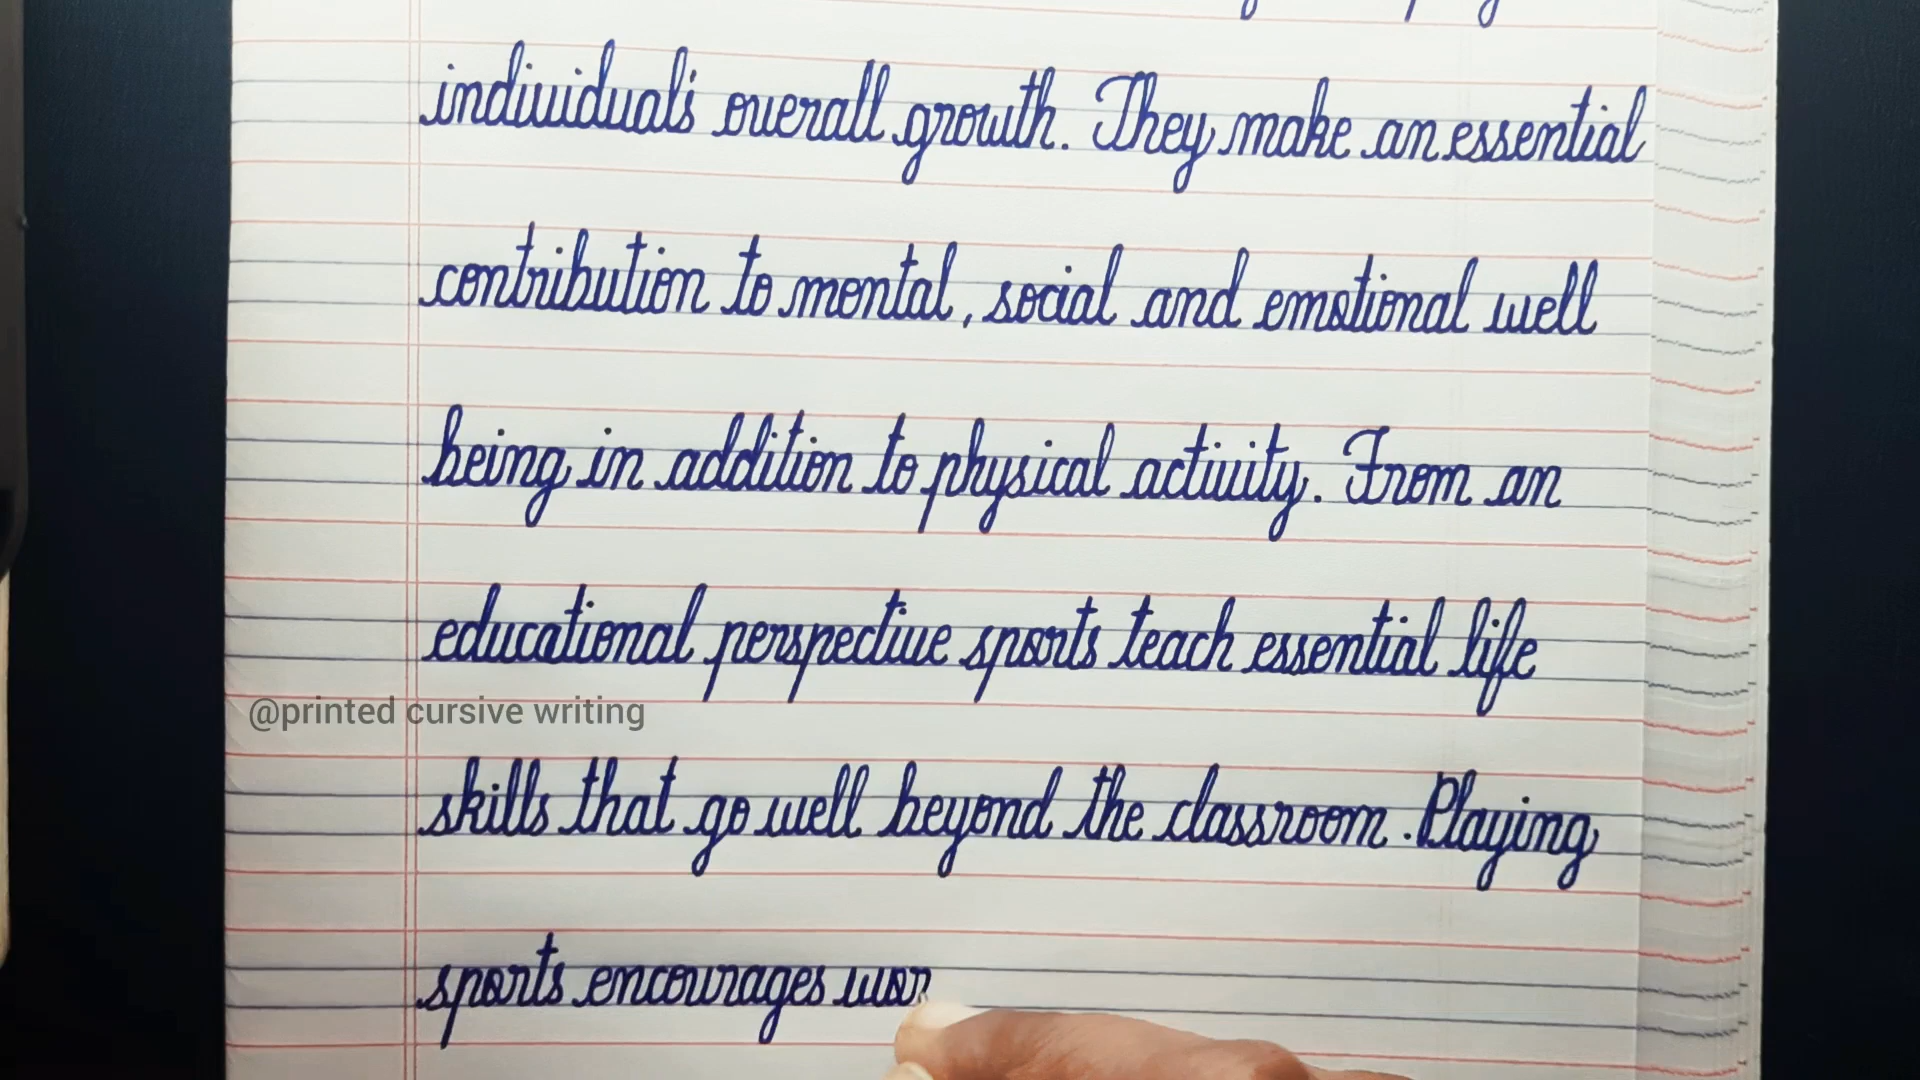 individual's overall growth. They make an essential
contribution to mental, social and emotional well
being in addition to physical activity. From an
educational perspective sports teach essential life
@printed cursive writing
skills that go well beyond the classroom. Playing
sports encourages wor